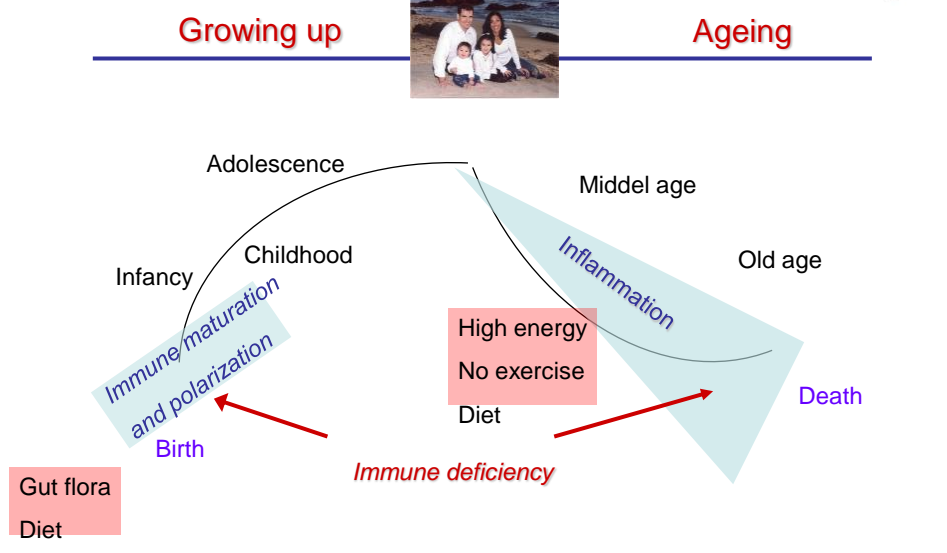 Growing up
Ageing
Adolescence
Middel age
Childhood
Old age
Infancy
Inflammation
Immune maturation
and polarization
High energy
No exercise
Diet
Death
Birth
Immune deficiency
Gut flora
Diet